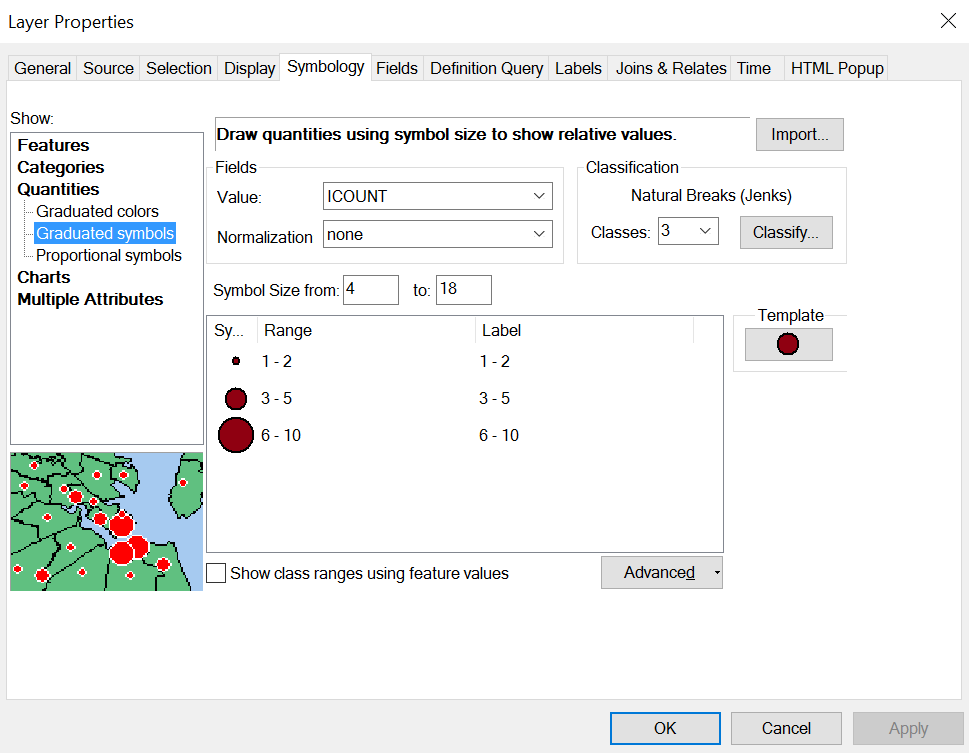 Layer Properties
General Source Selection Display Symbology Fields Definition Query Labels Joins & Relates Time HTML Popup
Show:
Features
Categories
Quantities
Graduated colors
Graduated symbols
Proportional symbols
Charts
Multiple Attributes
Draw quantities using symbol size to show relative values.
Import...
Fields
Value: ICOUNT
Normalization none
Classification
Natural Breaks (Jenks)
Classes: 3 Classify...
Symbol Size from: 4 to: 18
Sy... Range Label
1 - 2 1 - 2
3 - 5 3 - 5
6 - 10 6 - 10
Template
Show class ranges using feature values
Advanced
OK Cancel Apply